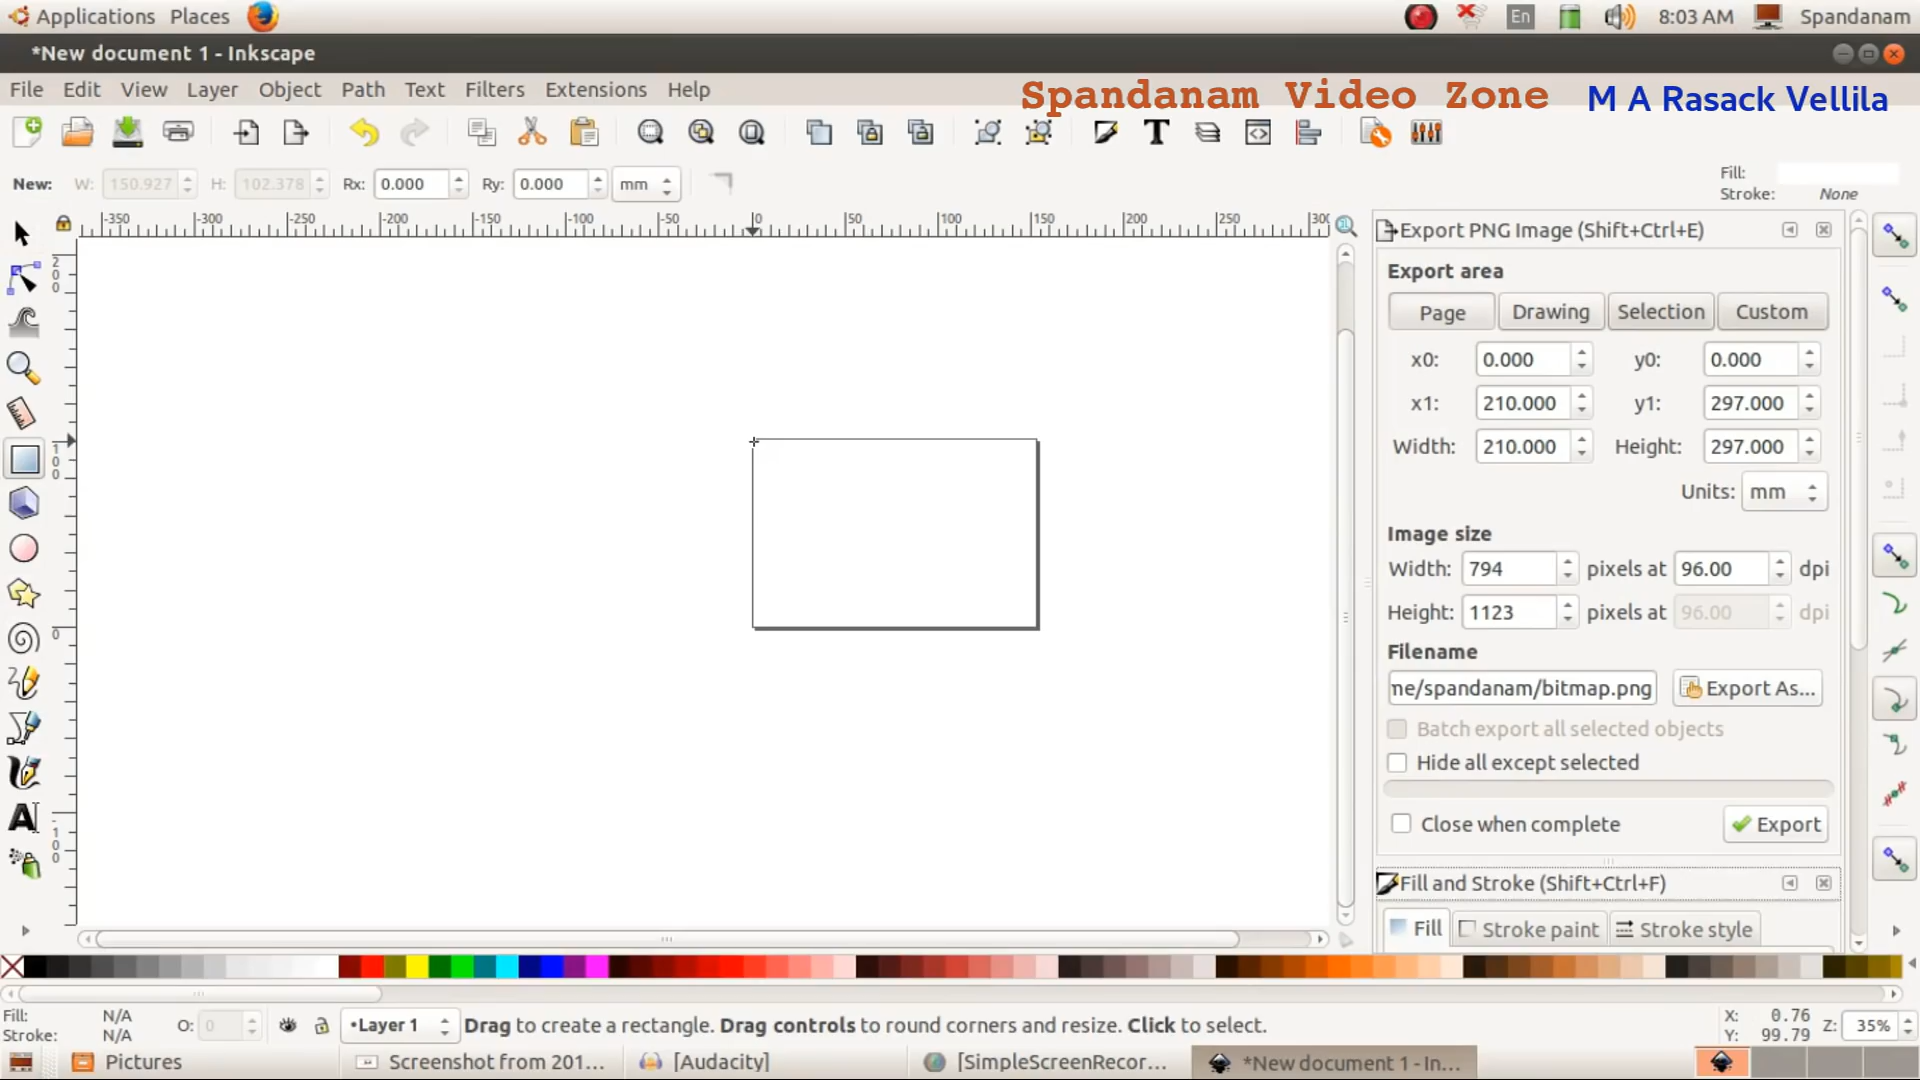 Applications Places En 8:03 AM Spandanam
*New document 1 - Inkscape
File Edit View Layer Object Path Text Filters Extensions Help
Spandanam Video Zone M A Rasack Vellila
New: W: 150.927 H: 102.378 Rx: 0.000 Ry: 0.000 mm
Fill:
Stroke: None
-350 -300 -250 -200 -150 -100 -50 0 50 100 150 200 250 300
200
100
0
-100
Export PNG Image (Shift+Ctrl+E)
Export area
Page Drawing Selection Custom
x0: 0.000 y0: 0.000
x1: 210.000 y1: 297.000
Width: 210.000 Height: 297.000
Units: mm
Image size
Width: 794 pixels at 96.00 dpi
Height: 1123 pixels at 96.00 dpi
Filename
ne/spandanam/bitmap.png Export As...
Batch export all selected objects
Hide all except selected
Close when complete Export
Fill and Stroke (Shift+Ctrl+F)
Fill Stroke paint Stroke style
Fill: N/A
Stroke: N/A
O: 0 •Layer 1 Drag to create a rectangle. Drag controls to round corners and resize. Click to select.
X: 0.76
Y: 99.79
Z: 35%
Pictures Screenshot from 201... [Audacity] [SimpleScreenRecor... *New document 1 - In...